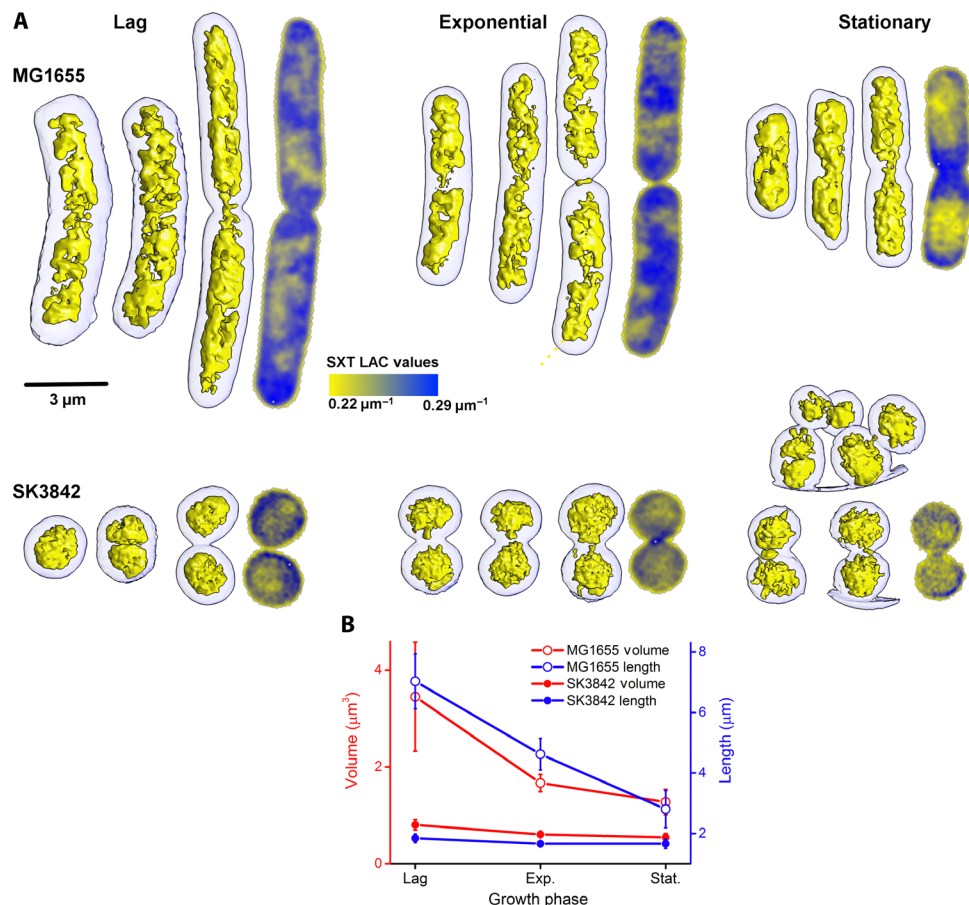 A
Lag
Exponential
Stationary
MG1655
SXT LAC values
0.22 µm⁻¹
0.29 µm⁻¹
3 µm
SK3842
B
MG1655 volume
MG1655 length
SK3842 volume
SK3842 length
Volume (µm³)
4
2
0
8
6
4
2
Length (µm)
Lag
Exp.
Stat.
Growth phase